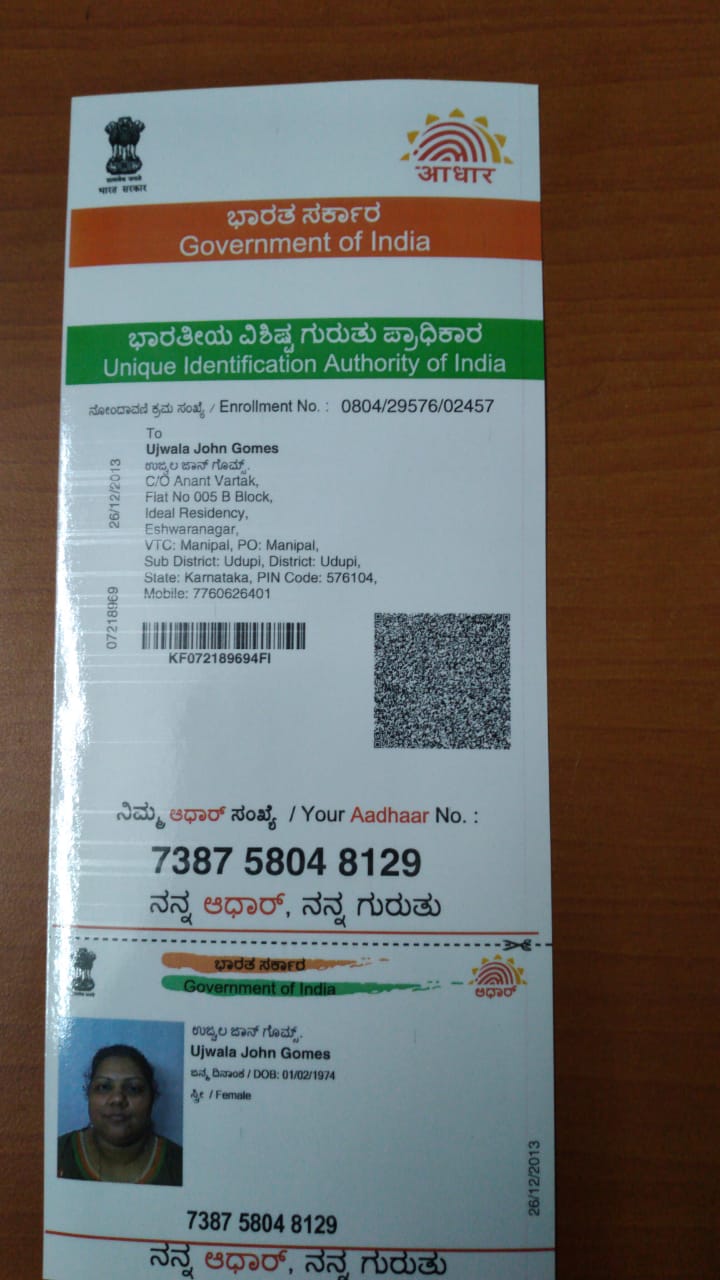 भारत सरकार
आधार
ಭಾರತ ಸರ್ಕಾರ
Government of India
ಭಾರತೀಯ ವಿಶಿಷ್ಟ ಗುರುತು ಪ್ರಾಧಿಕಾರ
Unique Identification Authority of India
ನೋಂದಾವಣಿ ಕ್ರಮ ಸಂಖ್ಯೆ / Enrollment No. : 0804/29576/02457
To
Ujwala John Gomes
ಉಜ್ವಲ ಜಾನ್ ಗೊಮ್ಸ್.
C/O Anant Vartak,
Flat No 005 B Block,
Ideal Residency,
Eshwaranagar,
VTC: Manipal, PO: Manipal,
Sub District: Udupi, District: Udupi,
State: Karnataka, PIN Code: 576104,
Mobile: 7760626401
26/12/2013
07218969
KF072189694FI
ನಿಮ್ಮ ಆಧಾರ್ ಸಂಖ್ಯೆ / Your Aadhaar No. :
7387 5804 8129
ನನ್ನ ಆಧಾರ್, ನನ್ನ ಗುರುತು
ಭಾರತ ಸರ್ಕಾರ
Government of India
ಆಧಾರ್
ಉಜ್ವಲ ಜಾನ್ ಗೊಮ್ಸ್.
Ujwala John Gomes
ಜನ್ಮ ದಿನಾಂಕ / DOB: 01/02/1974
ಸ್ತ್ರೀ / Female
26/12/2013
7387 5804 8129
ನನ್ನ ಆಧಾರ್, ನನ್ನ ಗುರುತು